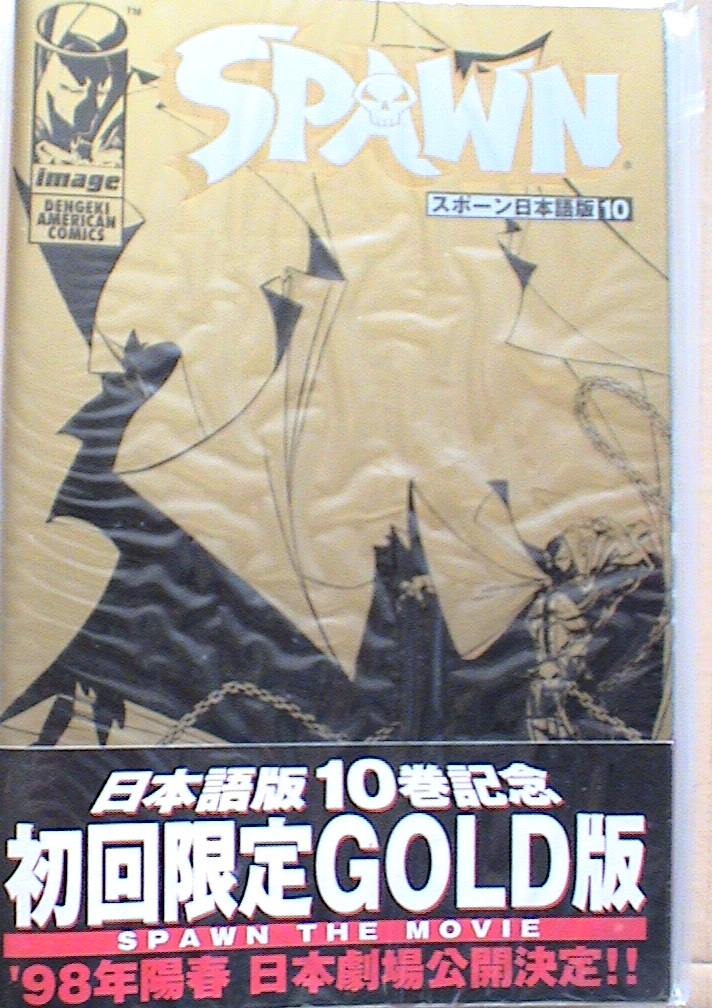 SPAWN
TM
image
DENGEKI
AMERICAN
COMICS
スポーン日本語版 10
日本語版10巻記念
初回限定GOLD版
SPAWN THE MOVIE
'98年陽春 日本劇場公開決定!!